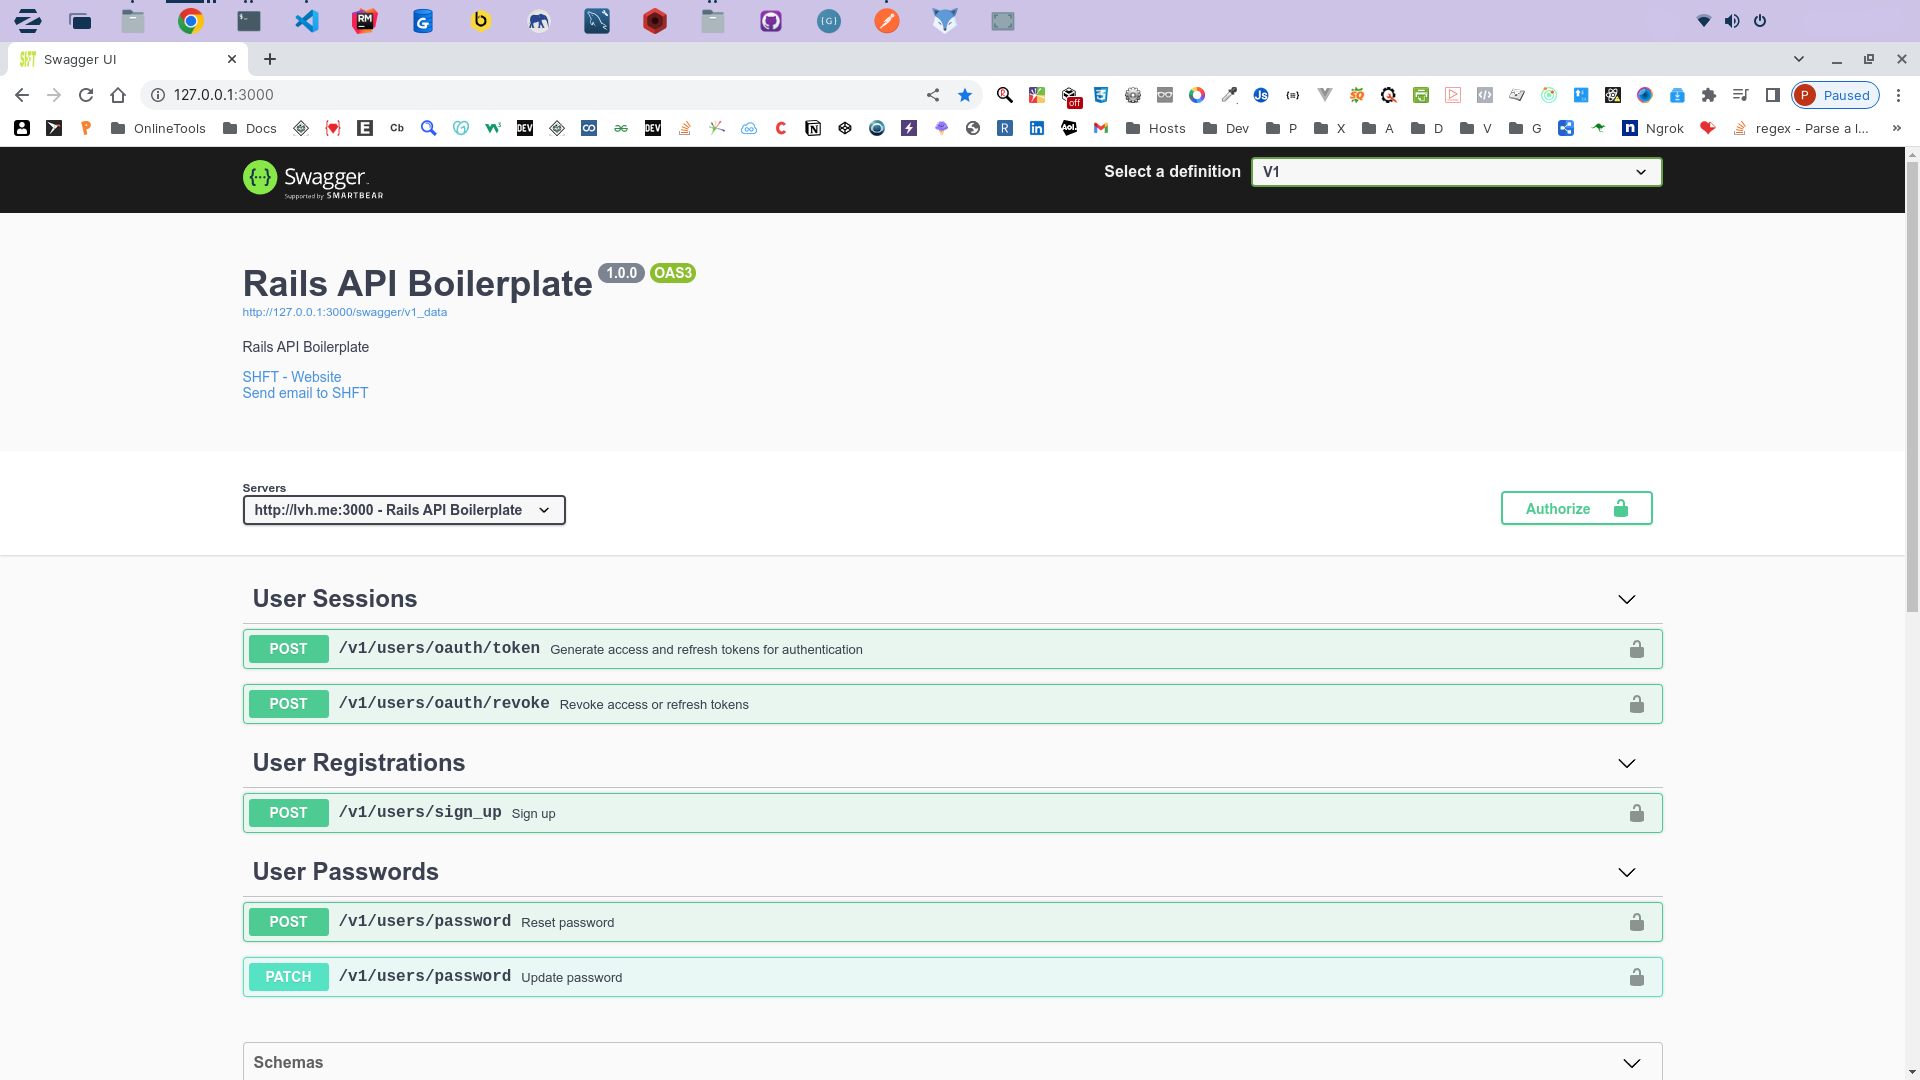 Swagger UI
127.0.0.1:3000
off
P Paused
OnlineTools
Docs
Cb
DEV
DEV
R
Aol.
Hosts
Dev
P
X
A
D
V
G
n Ngrok
regex - Parse a l...
Swagger
Supported by SMARTBEAR
Select a definition
V1
Rails API Boilerplate 1.0.0 OAS3
http://127.0.0.1:3000/swagger/v1_data
Rails API Boilerplate
SHFT - Website
Send email to SHFT
Servers
http://lvh.me:3000 - Rails API Boilerplate
Authorize
User Sessions
POST /v1/users/oauth/token Generate access and refresh tokens for authentication
POST /v1/users/oauth/revoke Revoke access or refresh tokens
User Registrations
POST /v1/users/sign_up Sign up
User Passwords
POST /v1/users/password Reset password
PATCH /v1/users/password Update password
Schemas